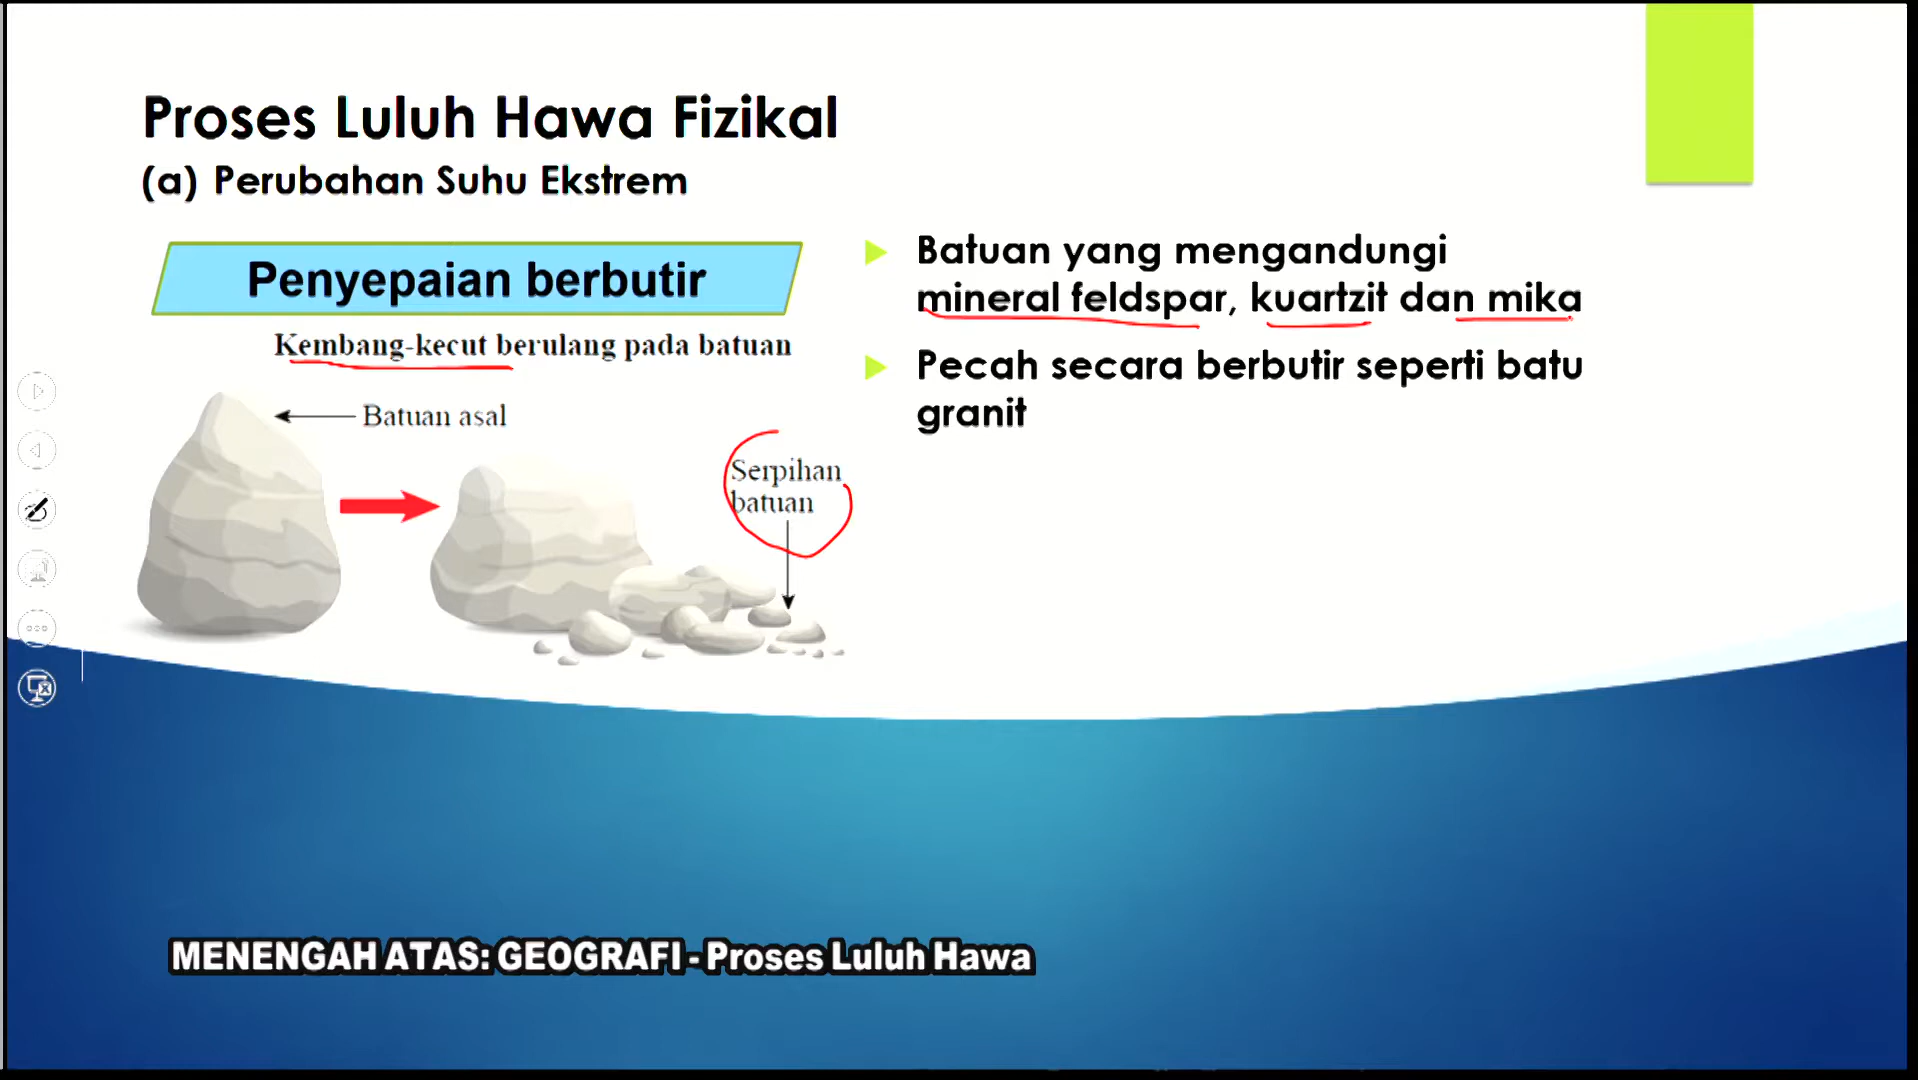 Proses Luluh Hawa Fizikal
(a) Perubahan Suhu Ekstrem
Penyepaian berbutir
Kembang-kecut berulang pada batuan
Batuan asal
Serpihan
batuan
Batuan yang mengandungi
mineral feldspar, kuartzit dan mika
Pecah secara berbutir seperti batu
granit
MENENGAH ATAS: GEOGRAFI - Proses Luluh Hawa